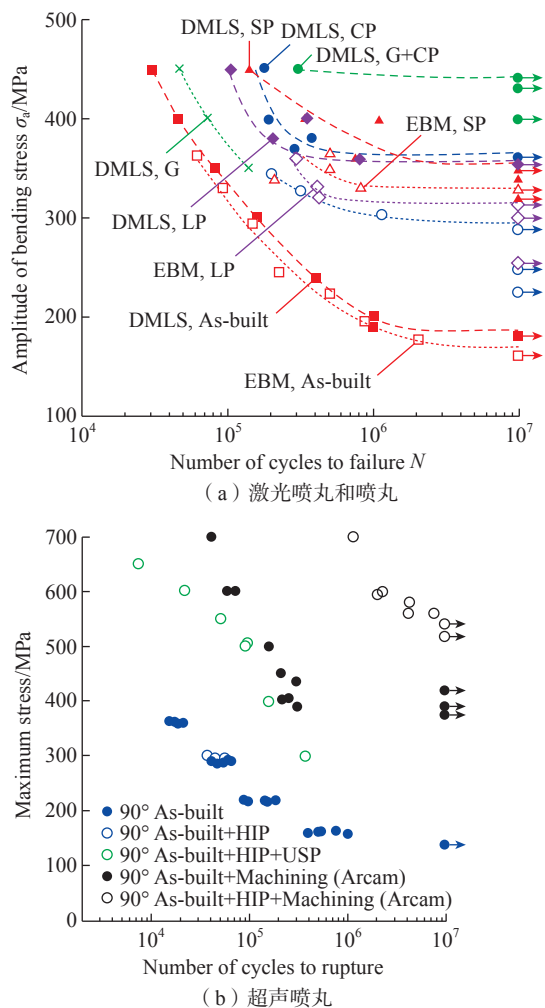 500
400
300
200
100
Amplitude of bending stress σa/MPa
DMLS, SP
DMLS, CP
DMLS, G+CP
EBM, SP
DMLS, G
DMLS, LP
EBM, LP
DMLS, As-built
EBM, As-built
10⁴ 10⁵ 10⁶ 10⁷
Number of cycles to failure N
（a）激光喷丸和喷丸
700
600
500
400
300
200
100
0
Maximum stress/MPa
90° As-built
90° As-built+HIP
90° As-built+HIP+USP
90° As-built+Machining (Arcam)
90° As-built+HIP+Machining (Arcam)
10⁴ 10⁵ 10⁶ 10⁷
Number of cycles to rupture
（b）超声喷丸